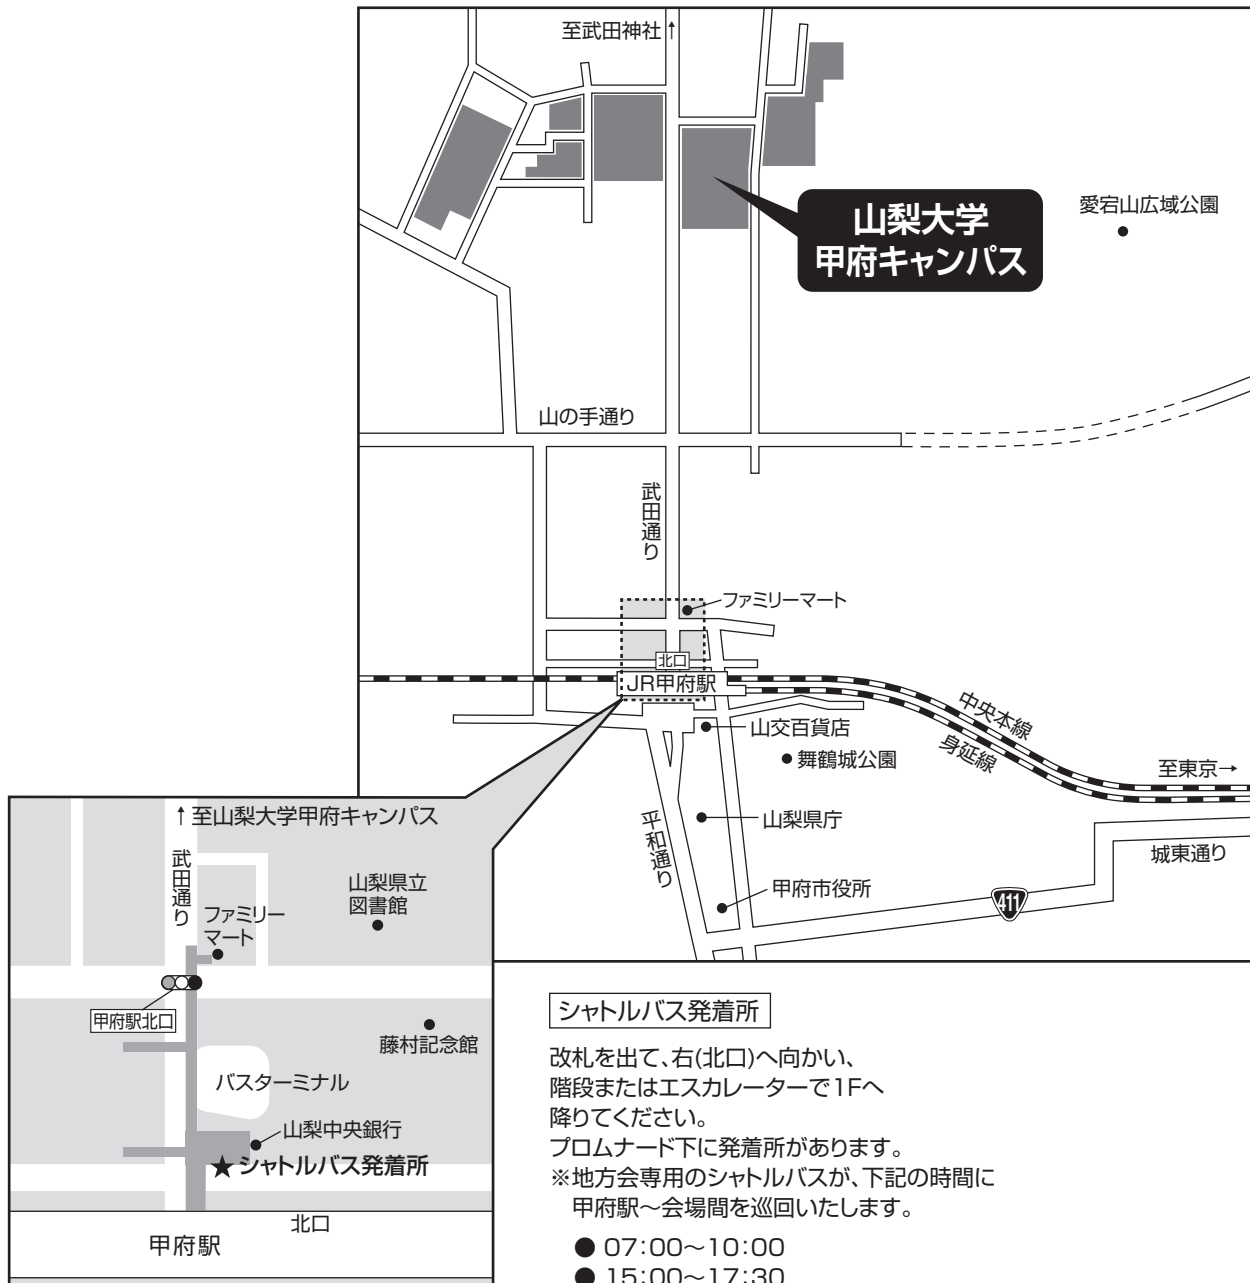 至武田神社↑
山梨大学
甲府キャンパス
愛宕山広域公園
山の手通り
武田通り
ファミリーマート
北口
JR甲府駅
中央本線
身延線
至東京→
山交百貨店
舞鶴城公園
山梨県庁
平和通り
甲府市役所
城東通り
411
↑至山梨大学甲府キャンパス
武田通り
山梨県立
図書館
ファミリー
マート
甲府駅北口
藤村記念館
バスターミナル
山梨中央銀行
★シャトルバス発着所
北口
甲府駅
シャトルバス発着所
改札を出て、右(北口)へ向かい、
階段またはエスカレーターで1Fへ
降りてください。
プロムナード下に発着所があります。
※地方会専用のシャトルバスが、下記の時間に
甲府駅〜会場間を巡回いたします。
● 07:00〜10:00
● 15:00〜17:30